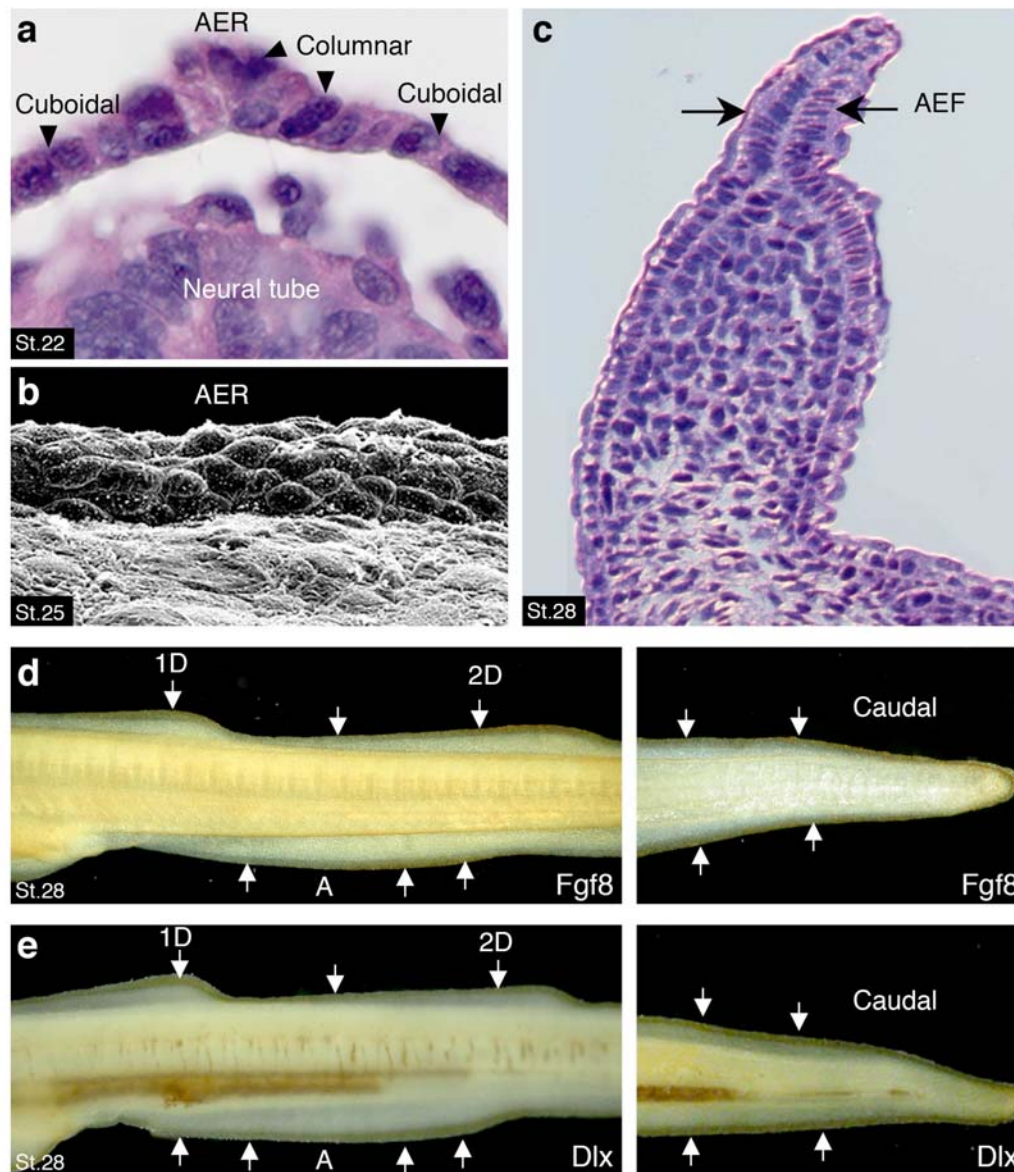 a
AER
Columnar
Cuboidal
Cuboidal
Neural tube
St.22
b
AER
St.25
c
AEF
St.28
d
1D
2D
A
St.28
Fgf8
Caudal
Fgf8
e
1D
2D
A
St.28
Dlx
Caudal
Dlx